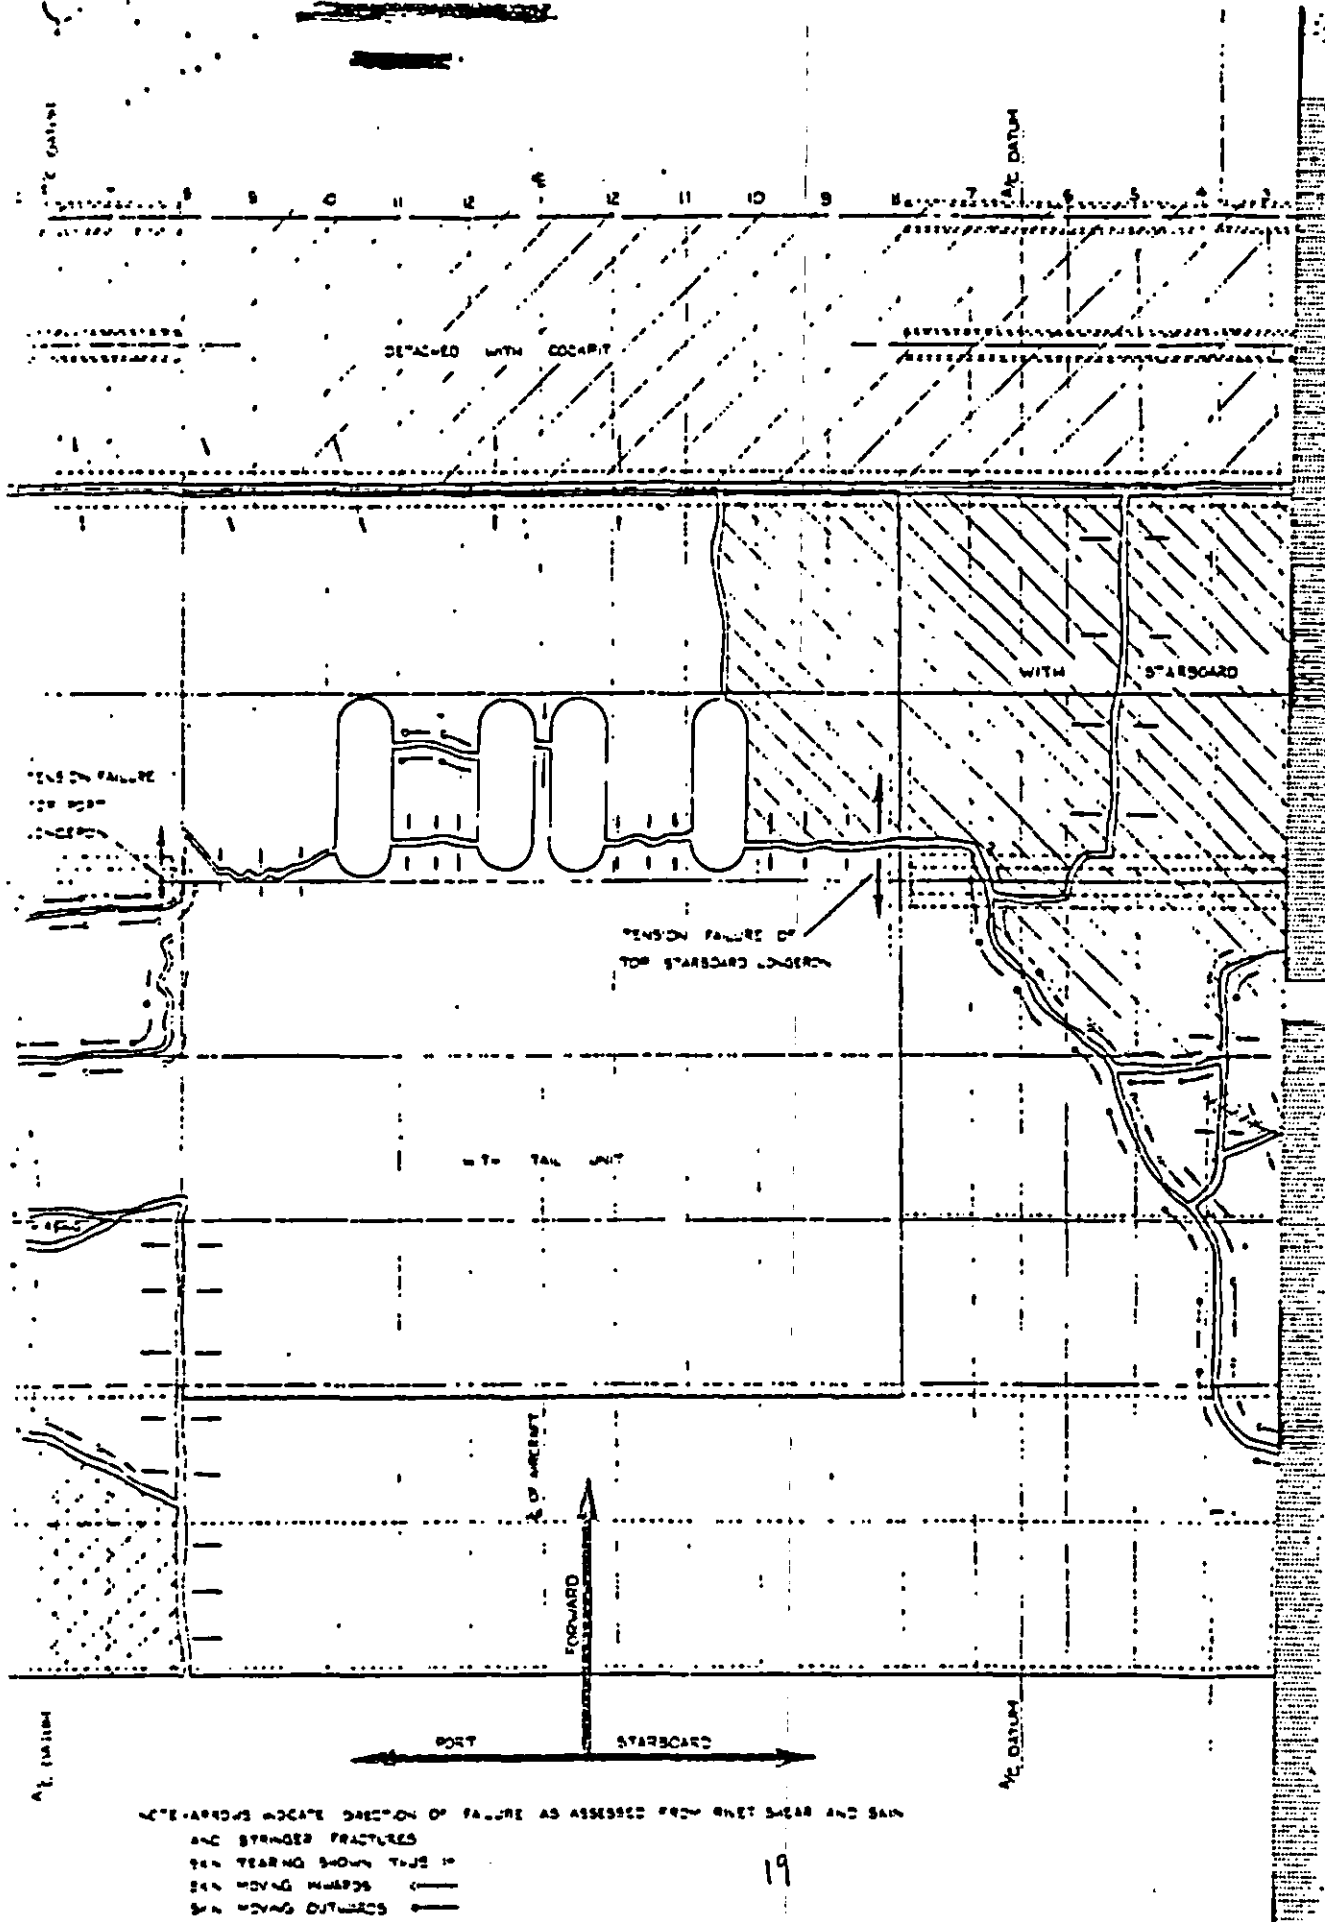 A/C DATUM
A/C DATUM
8 9 10 11 12 12 11 10 9 8 7 6 5 4 3
DETACHED WITH COCKPIT
WITH STARBOARD
TENSION FAILURE
TOP PORT
LONGERON
TENSION FAILURE OF
TOP STARBOARD LONGERON
WITH TAIL UNIT
℄ OF AIRCRAFT
FORWARD
PORT STARBOARD
A/C DATUM
A/C DATUM
NOTE:-ARROWS INDICATE DIRECTION OF FAILURE AS ASSESSED FROM RIVET SHEAR AND SKIN
AND STRINGER FRACTURES
SKIN TEARING SHOWN THUS
SKIN MOVING INWARDS
SKIN MOVING OUTWARDS
19